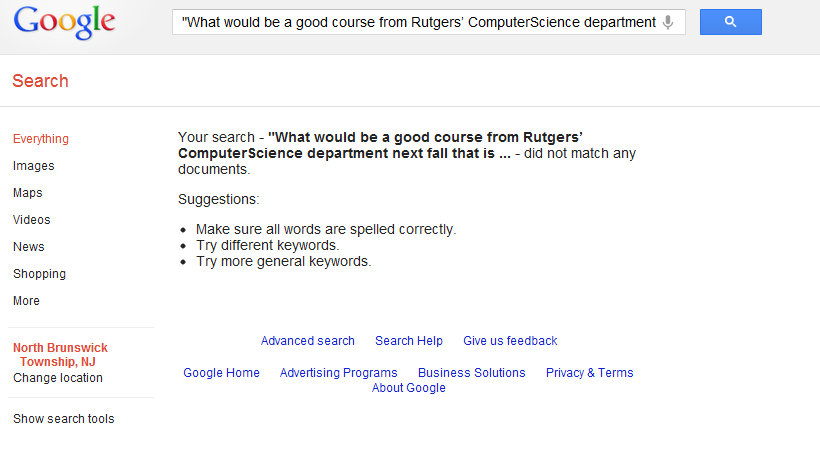 Google
"What would be a good course from Rutgers’ ComputerScience department
Search
Everything
Images
Maps
Videos
News
Shopping
More
North Brunswick
Township, NJ
Change location
Show search tools
Your search - "What would be a good course from Rutgers’
ComputerScience department next fall that is ... - did not match any
documents.
Suggestions:
• Make sure all words are spelled correctly.
• Try different keywords.
• Try more general keywords.
Advanced search Search Help Give us feedback
Google Home Advertising Programs Business Solutions Privacy & Terms
About Google